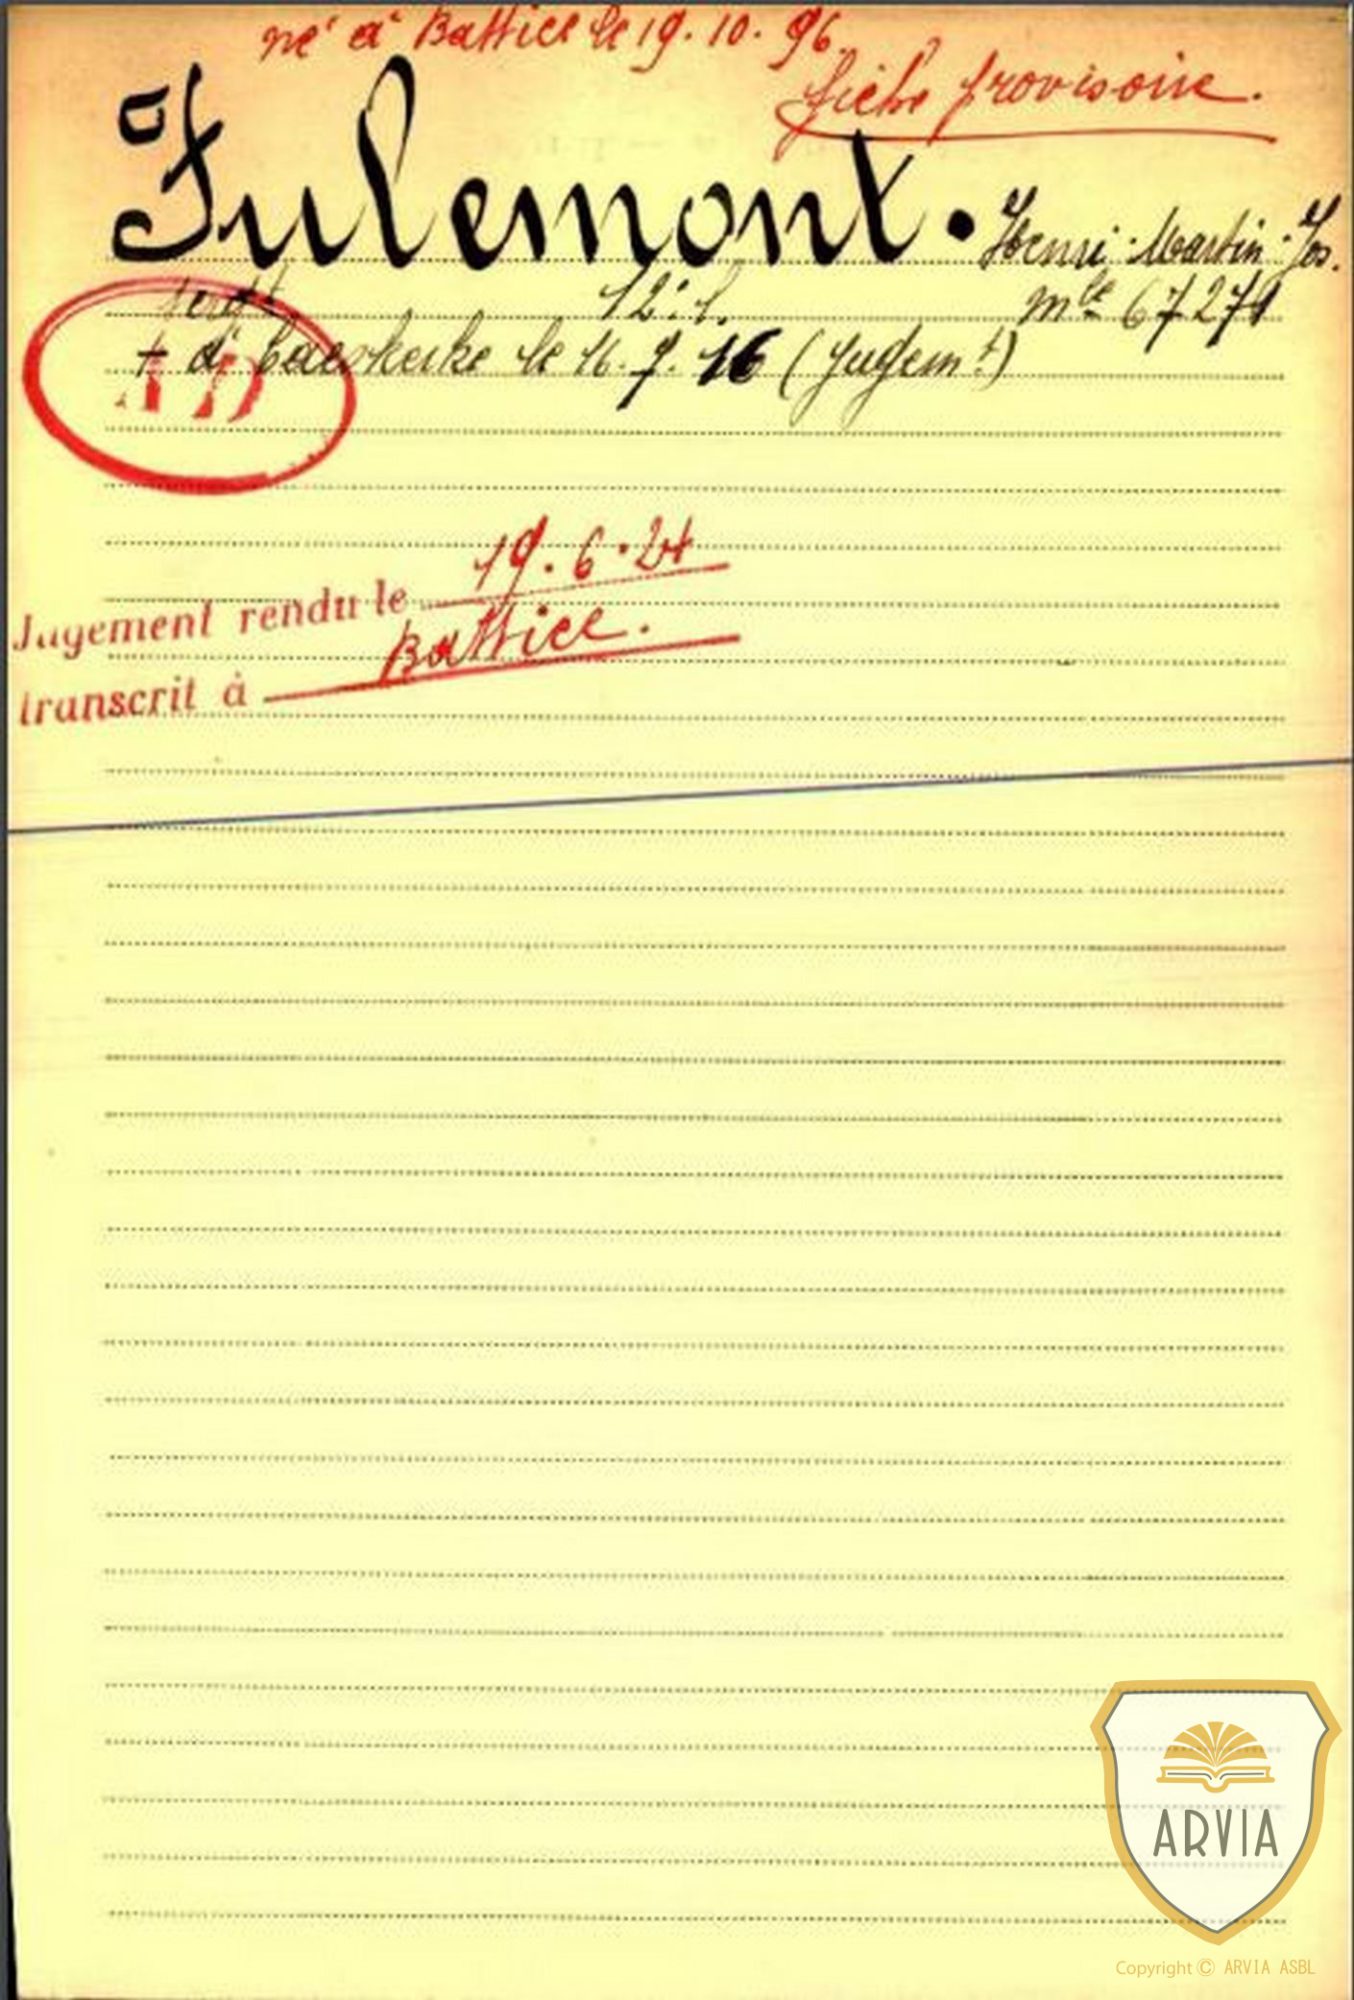 né à Battice le 19.10.96.
fiche provisoire.
Julemont. Henri-Martin-Jos.
sergt 12e l. mle 67271
+ à Caeskerke le 16.7.16 (Jugemt)
Jugement rendu le 19.6.24
transcrit à Battice.
ARVIA
Copyright © ARVIA ASBL